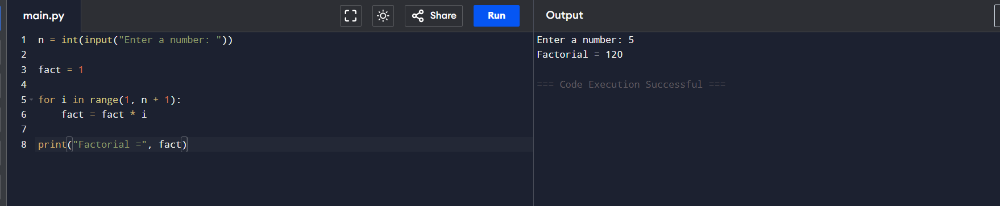 main.py
Share
Run
1 n = int(input("Enter a number: "))
2
3 fact = 1
4
5 for i in range(1, n + 1):
6     fact = fact * i
7
8 print("Factorial =", fact)
Output
Enter a number: 5
Factorial = 120
=== Code Execution Successful ===